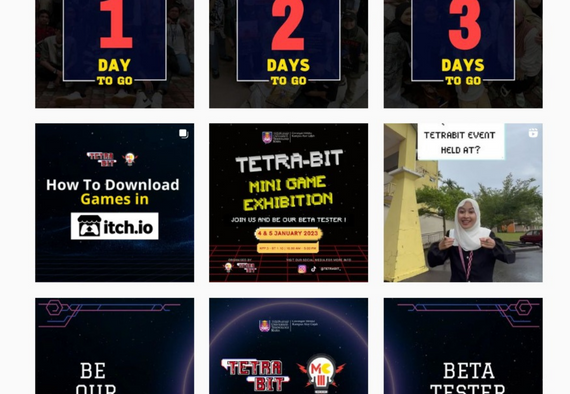 1
DAY
TO GO
2
DAYS
TO GO
3
DAYS
TO GO
TETRA
BIT
How To Download
Games in
itch.io
TETRA-BIT
MINI GAME
EXHIBITION
JOIN US AND BE OUR BETA TESTER !
4 & 5 JANUARY 2023
TETRABIT EVENT
HELD AT?
BE
OUR
TETRA
BIT
BETA
TESTER